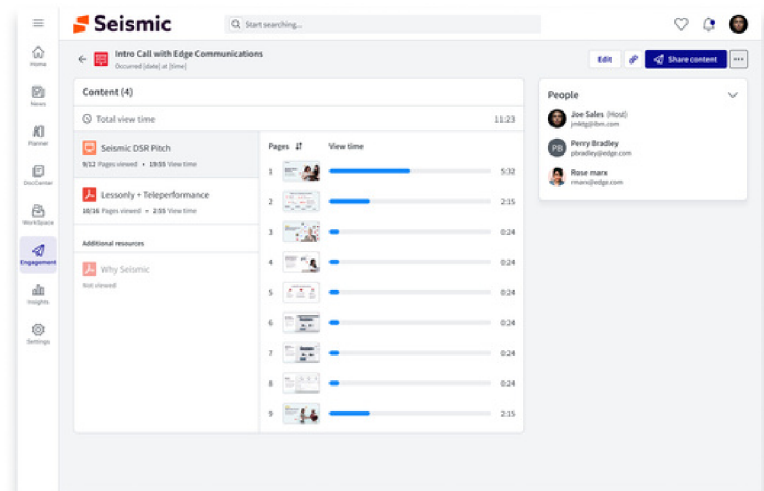 Seismic
Start searching...
Home
News
Planner
DocCenter
WorkSpace
Engagement
Insights
Settings
Intro Call with Edge Communications
Occurred [date] at [time]
Edit
Share content
Content (4)
Total view time 11:23
Seismic DSR Pitch
9/12 Pages viewed • 19:55 View time
Lessonly + Teleperformance
10/16 Pages viewed • 2:55 View time
Additional resources
Why Seismic
Not viewed
Pages View time
1 5:32
2 2:15
3 0:24
4 0:24
5 0:24
6 0:24
7 0:24
8 0:24
9 2:15
People
Joe Sales (Host)
jmktg@ibm.com
PB
Perry Bradley
pbradley@edge.com
Rose marx
rmarx@edge.com